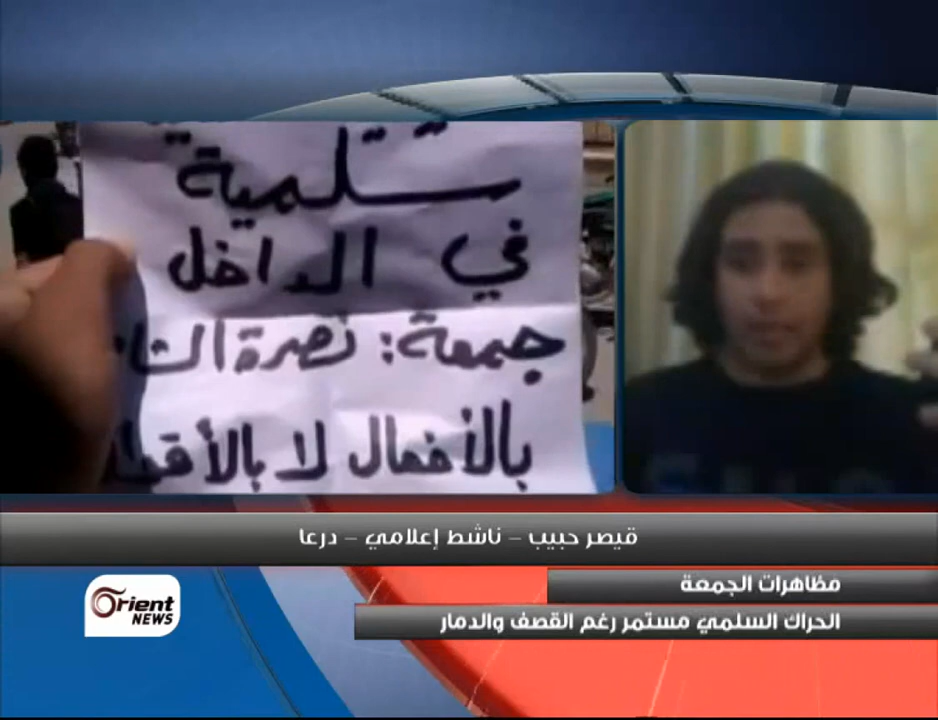 سلمية
في الداخل
جمعة: نصرة
بالأفعال لا
قيصر حبيب – ناشط إعلامي – درعا
مظاهرات الجمعة
الحراك السلمي مستمر رغم القصف والدمار
Orient
NEWS